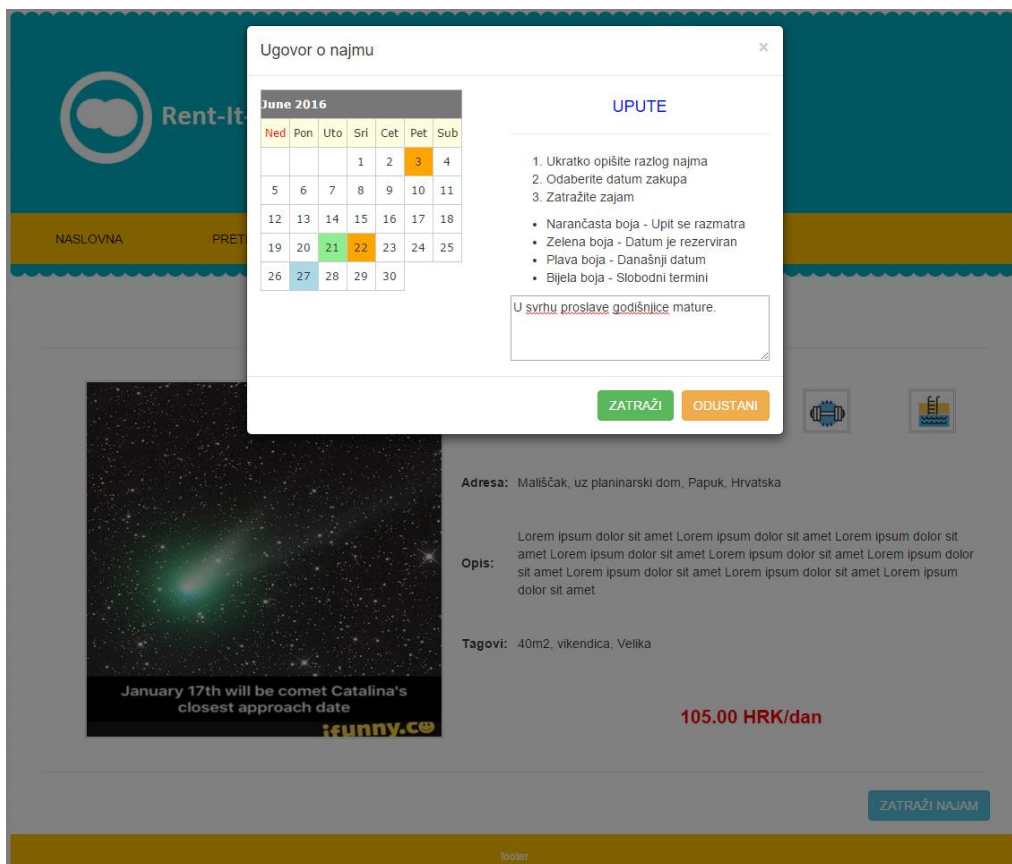 Ugovor o najmu ×
Rent-It-
NASLOVNA PRET
June 2016
Ned Pon Uto Sri Cet Pet Sub
1 2 3 4
5 6 7 8 9 10 11
12 13 14 15 16 17 18
19 20 21 22 23 24 25
26 27 28 29 30
UPUTE
1. Ukratko opišite razlog najma
2. Odaberite datum zakupa
3. Zatražite zajam
• Narančasta boja - Upit se razmatra
• Zelena boja - Datum je rezerviran
• Plava boja - Današnji datum
• Bijela boja - Slobodni termini
U svrhu proslave godišnjice mature.
ZATRAŽI ODUSTANI
Adresa: Mališčak, uz planinarski dom, Papuk, Hrvatska
Opis: Lorem ipsum dolor sit amet Lorem ipsum dolor sit amet Lorem ipsum dolor sit
amet Lorem ipsum dolor sit amet Lorem ipsum dolor sit amet Lorem ipsum dolor
sit amet Lorem ipsum dolor sit amet Lorem ipsum dolor sit amet Lorem ipsum
dolor sit amet
Tagovi: 40m2, vikendica, Velika
January 17th will be comet Catalina's
closest approach date
ifunny.co
105.00 HRK/dan
ZATRAŽI NAJAM
footer